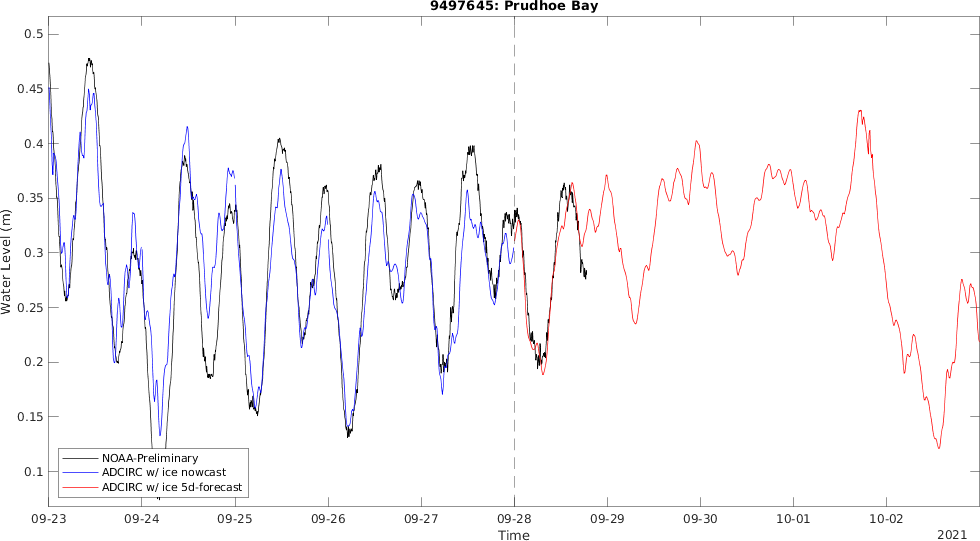 9497645: Prudhoe Bay
Water Level (m)
0.5
0.45
0.4
0.35
0.3
0.25
0.2
0.15
0.1
NOAA-Preliminary
ADCIRC w/ ice nowcast
ADCIRC w/ ice 5d-forecast
09-23 09-24 09-25 09-26 09-27 09-28 09-29 09-30 10-01 10-02
Time
2021